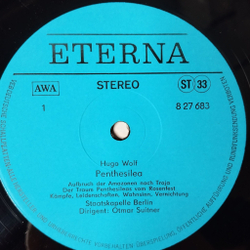 ETERNA
AWA
STEREO
ST 33
1
8 27 683
Hugo Wolf
Penthesilea
Aufbruch der Amazonen nach Troja
Der Traum Penthesileas vom Rosenfest
Kämpfe, Leidenschaften, Wahnsinn, Vernichtung
Staatskapelle Berlin
Dirigent: Otmar Suitner